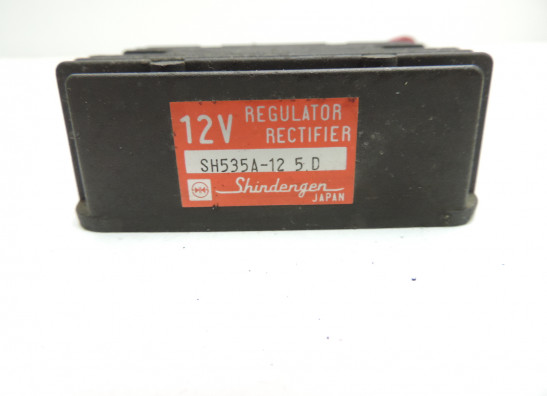 12V REGULATOR
RECTIFIER
SH535A-12 5.D
Shindengen
JAPAN